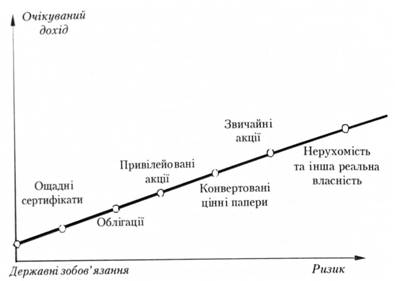 Очікуваний
дохід
Звичайні
акції
Привілейовані
акції
Нерухомість
та інша реальна
власність
Ощадні
сертифікати
Конвертовані
цінні папери
Облігації
Державні зобов'язання
Ризик